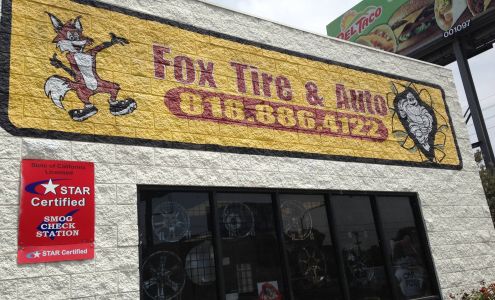 DEL TACO
001097
Fox Tire & Auto
818.886.4122
State of California
Licensed
STAR
Certified
SMOG
CHECK
STATION
STAR Certified